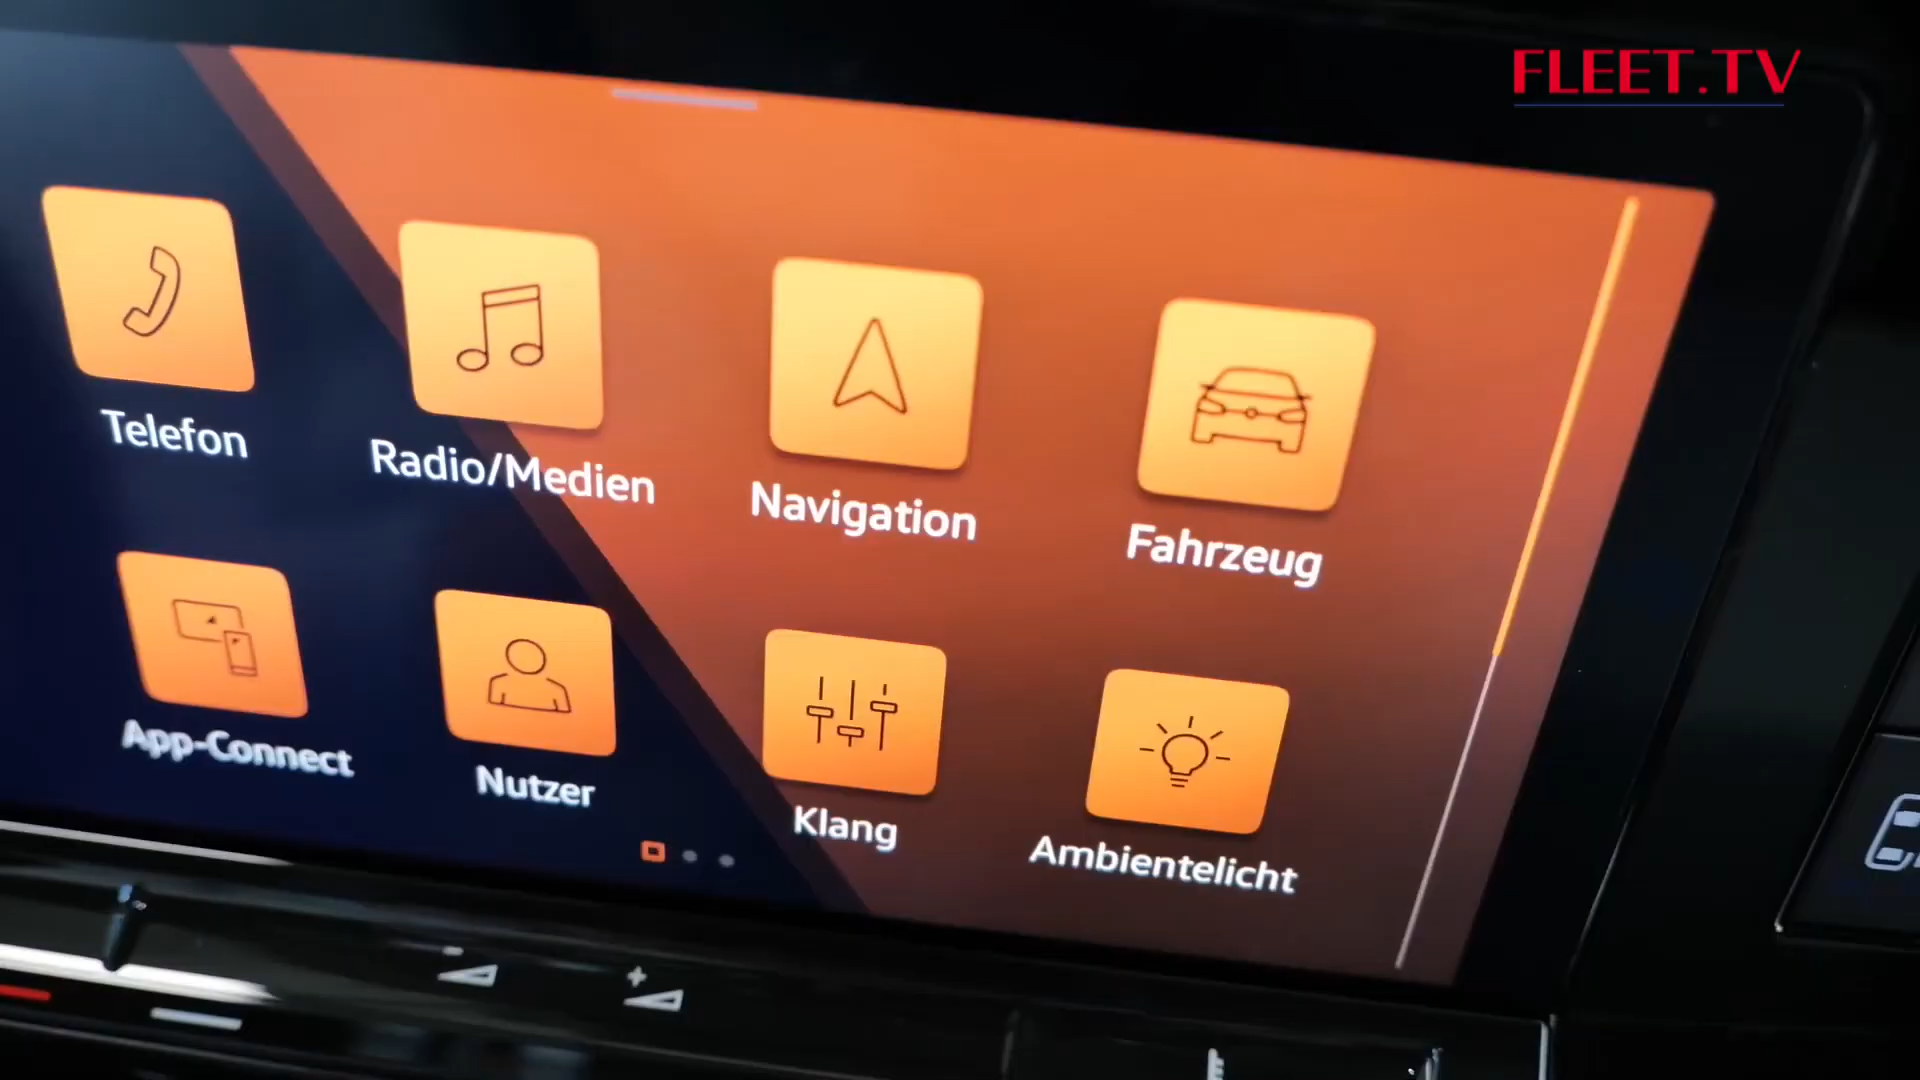 FLEET.TV
Telefon
Radio/Medien
Navigation
Fahrzeug
App-Connect
Nutzer
Klang
Ambientelicht